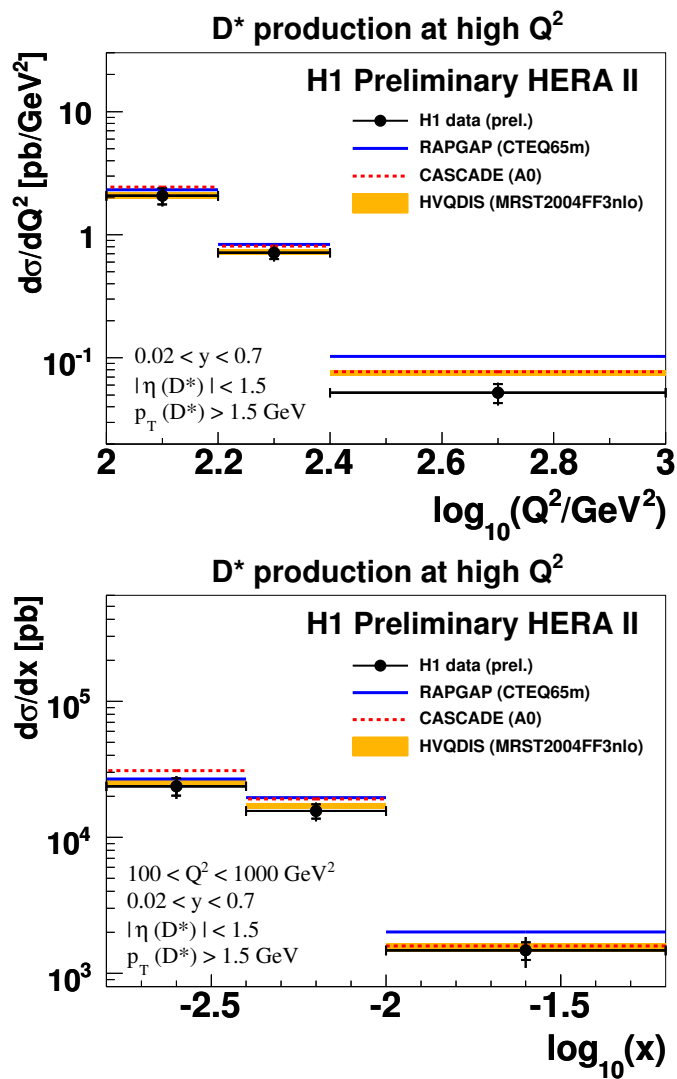 D* production at high Q²
dσ/dQ² [pb/GeV²]
H1 Preliminary HERA II
H1 data (prel.)
RAPGAP (CTEQ65m)
CASCADE (A0)
HVQDIS (MRST2004FF3nlo)
10
1
10⁻¹
0.02 < y < 0.7
| η (D*) | < 1.5
p_T (D*) > 1.5 GeV
2 2.2 2.4 2.6 2.8 3
log₁₀(Q²/GeV²)
D* production at high Q²
dσ/dx [pb]
H1 Preliminary HERA II
H1 data (prel.)
RAPGAP (CTEQ65m)
CASCADE (A0)
HVQDIS (MRST2004FF3nlo)
10⁵
10⁴
10³
100 < Q² < 1000 GeV²
0.02 < y < 0.7
| η (D*) | < 1.5
p_T (D*) > 1.5 GeV
-2.5 -2 -1.5
log₁₀(x)